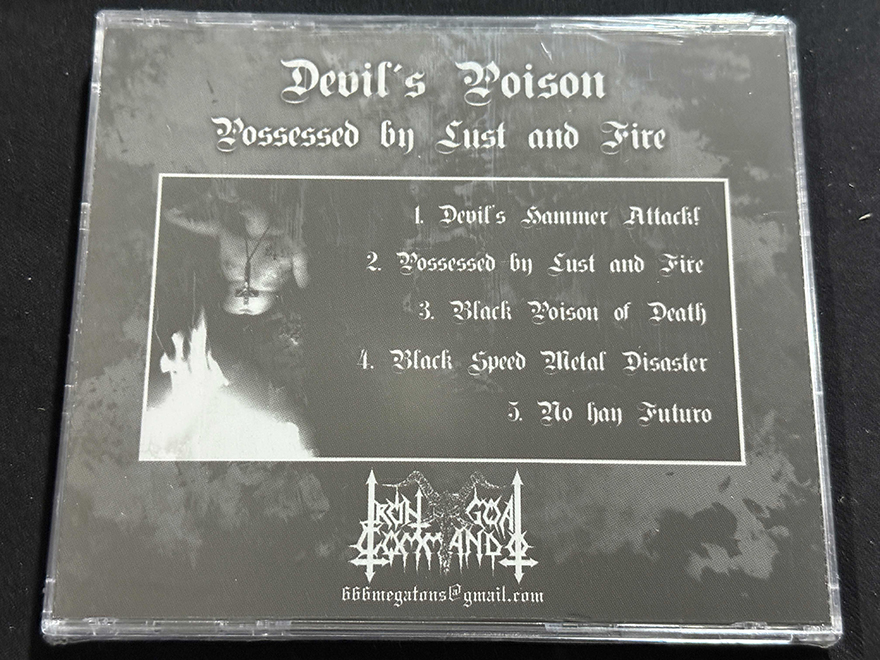 Devil´s Poison
Possessed by Lust and Fire
1. Devil´s Hammer Attack!
2. Possessed by Lust and Fire
3. Black Poison of Death
4. Black Speed Metal Disaster
5. No hay Futuro
IRON GOAT
COMMANDO
666megatons@gmail.com